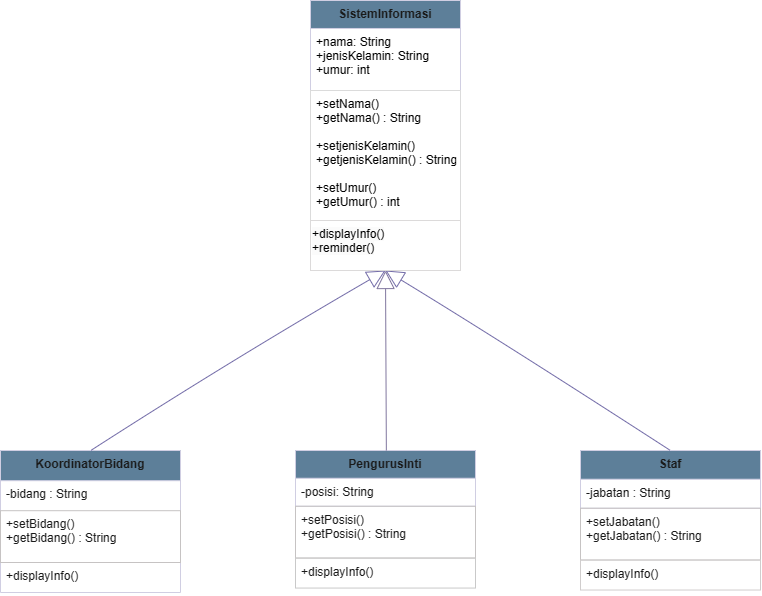 SistemInformasi
+nama: String
+jenisKelamin: String
+umur: int
+setNama()
+getNama() : String
+setjenisKelamin()
+getjenisKelamin() : String
+setUmur()
+getUmur() : int
+displayInfo()
+reminder()
KoordinatorBidang
-bidang : String
+setBidang()
+getBidang() : String
+displayInfo()
PengurusInti
-posisi: String
+setPosisi()
+getPosisi() : String
+displayInfo()
Staf
-jabatan : String
+setJabatan()
+getJabatan() : String
+displayInfo()